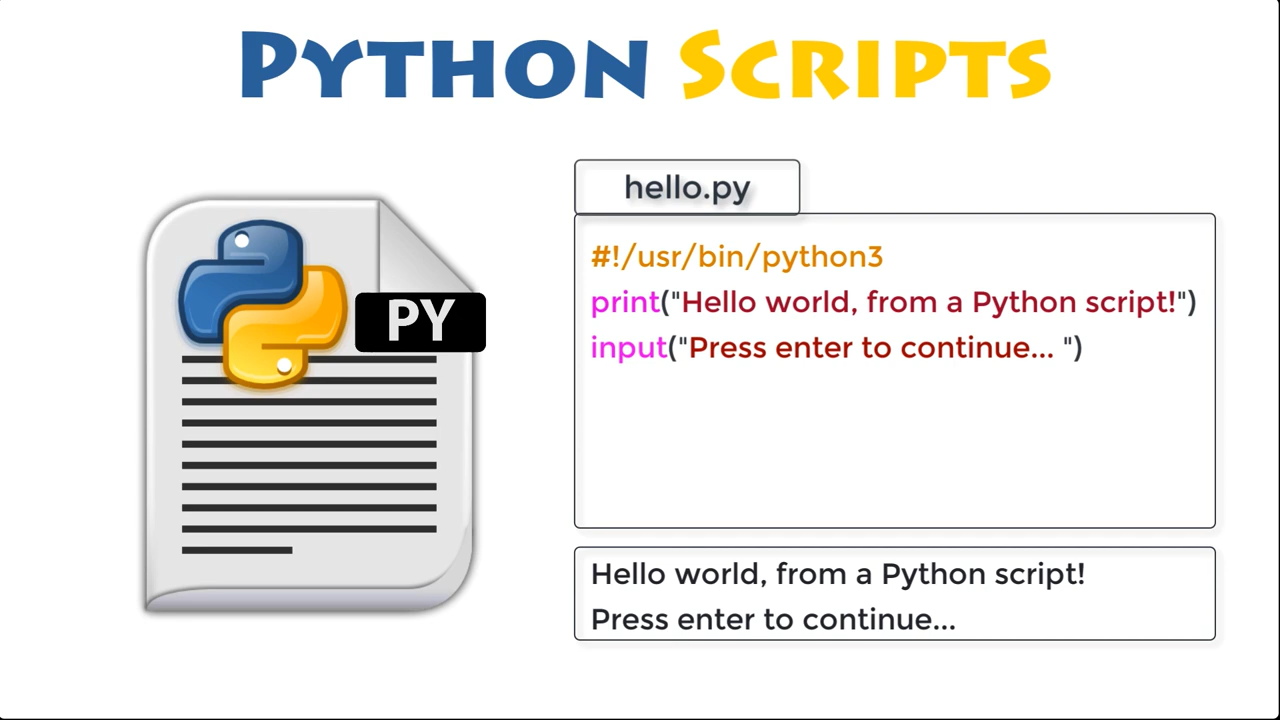 Python Scripts
PY
hello.py
#!/usr/bin/python3
print("Hello world, from a Python script!")
input("Press enter to continue... ")
Hello world, from a Python script!
Press enter to continue...